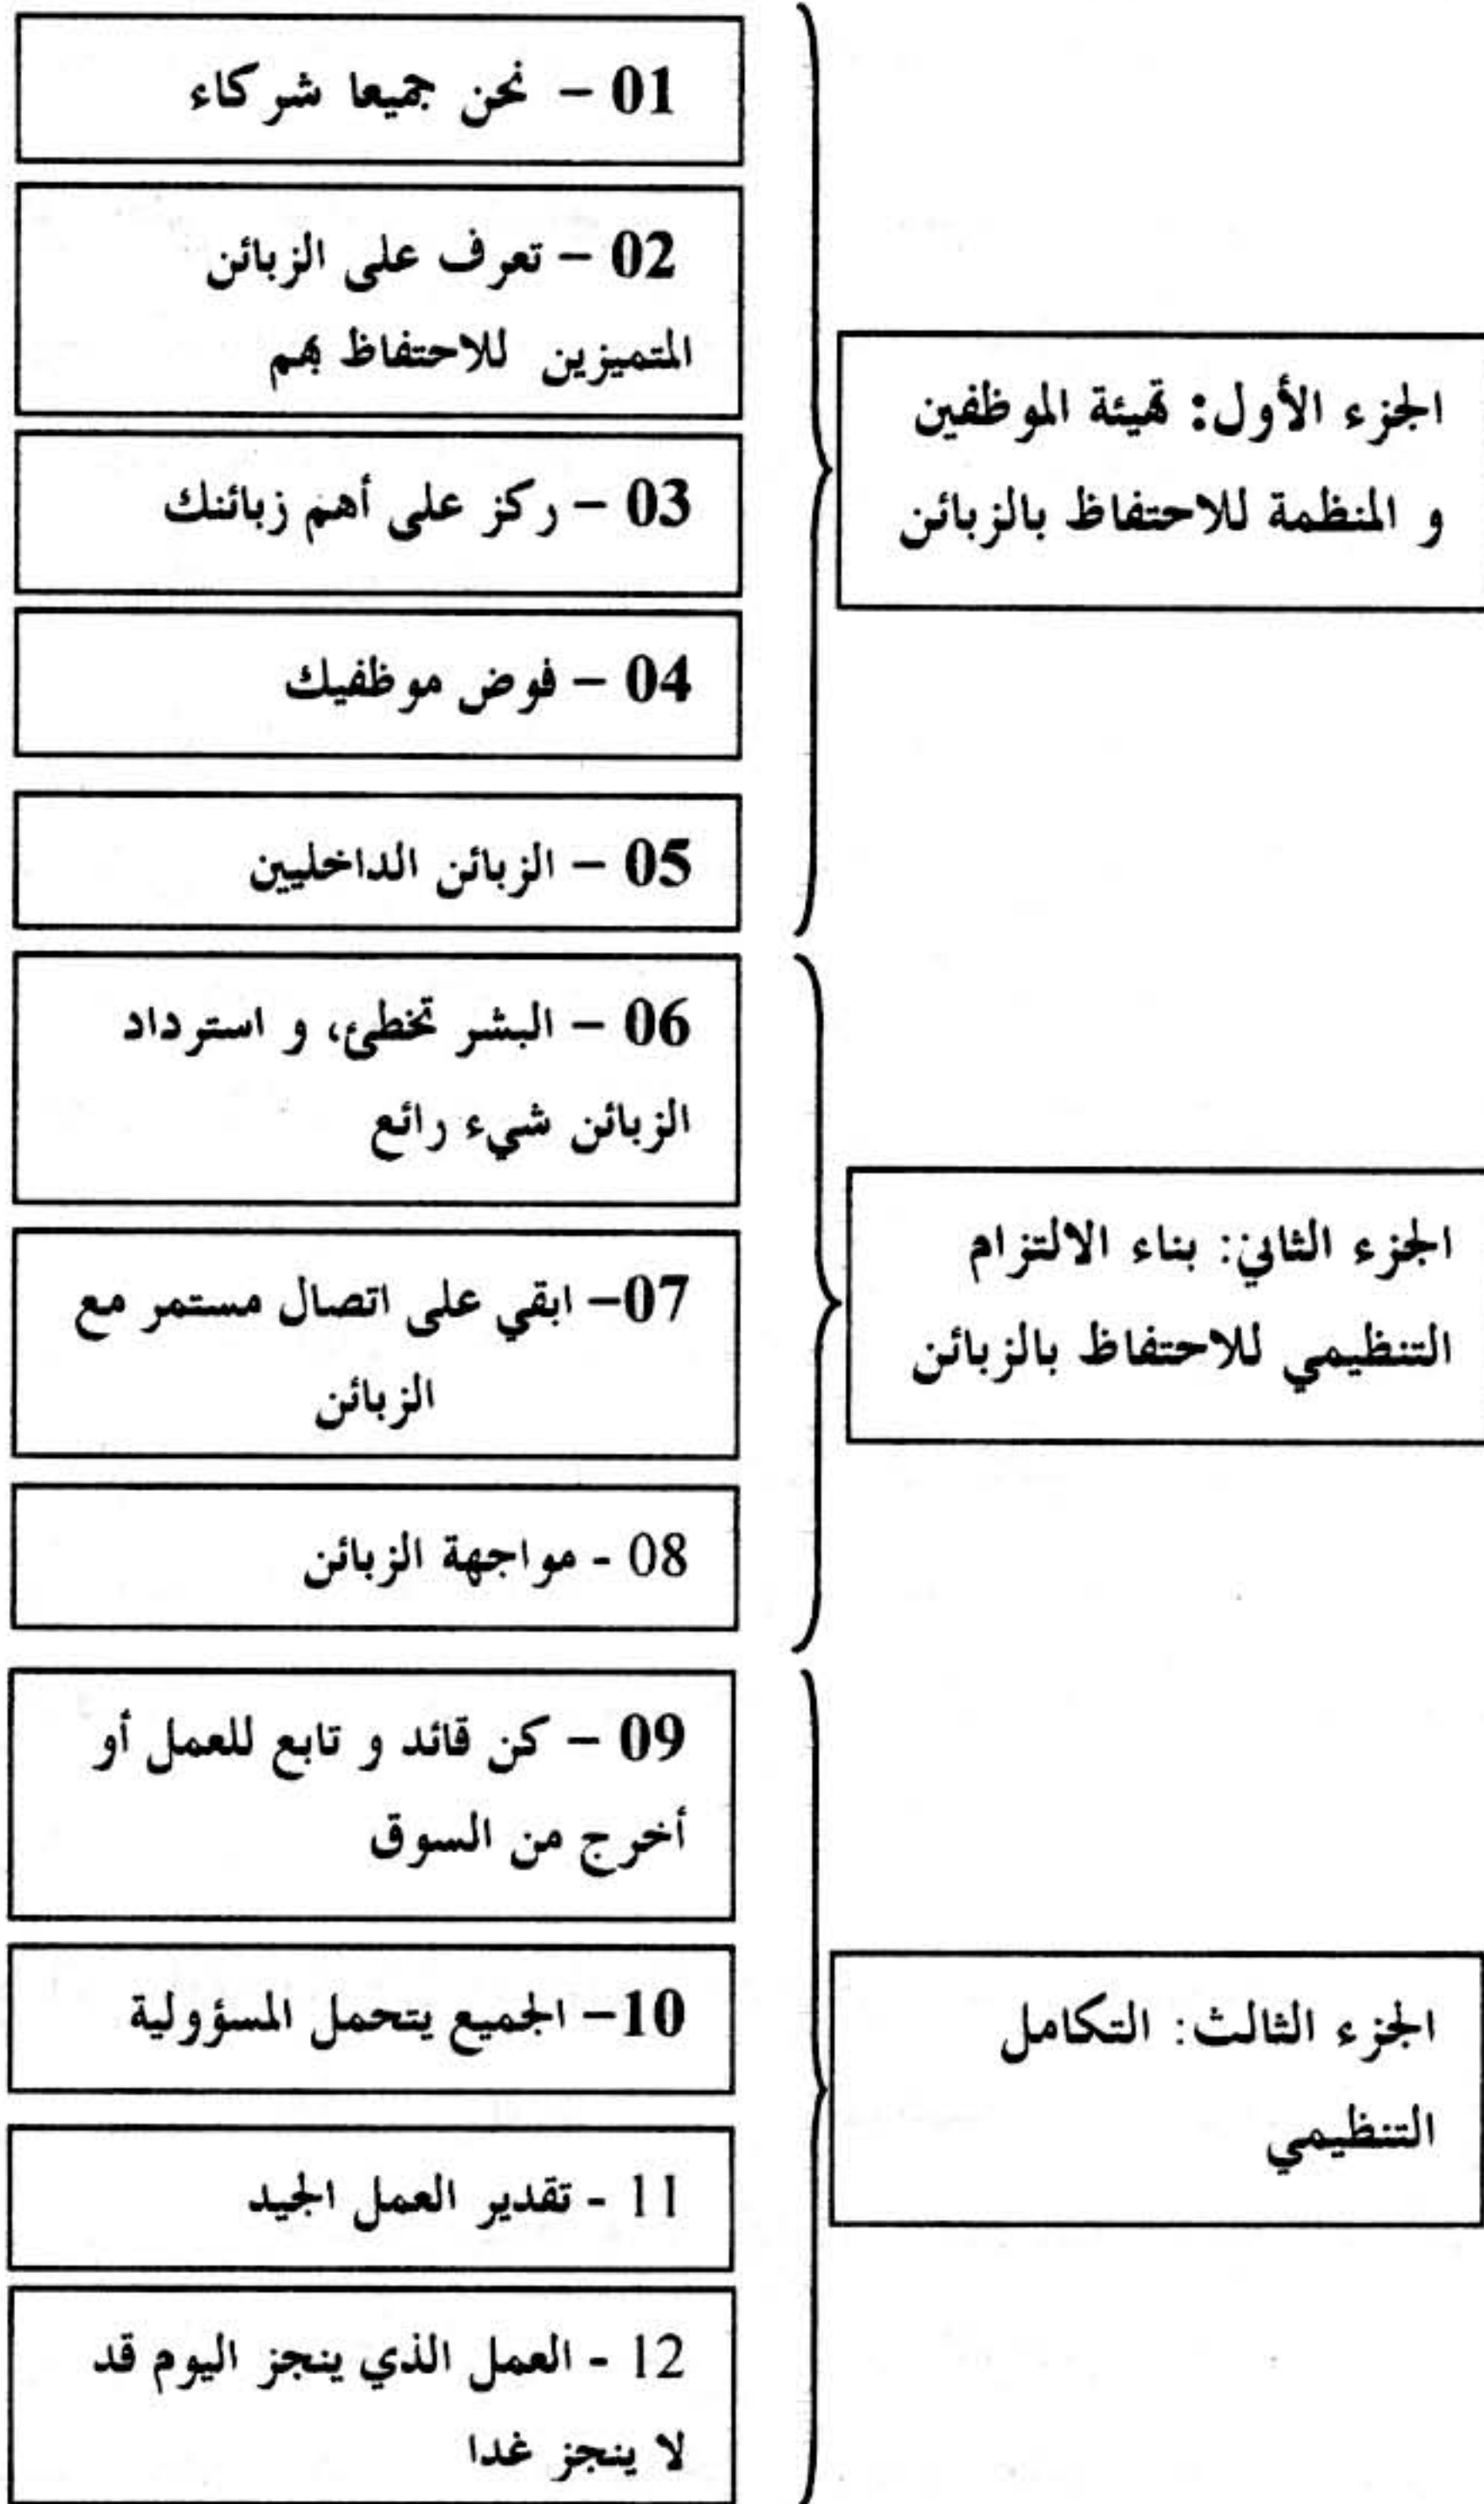 الجزء الأول: تهيئة الموظفين
و المنظمة للاحتفاظ بالزبائن
01 – نحن جميعا شركاء
02 – تعرف على الزبائن
المتميزين للاحتفاظ بهم
03 – ركز على أهم زبائنك
04 – فوض موظفيك
05 – الزبائن الداخليين
الجزء الثاني: بناء الالتزام
التنظيمي للاحتفاظ بالزبائن
06 – البشر تخطئ، و استرداد
الزبائن شيء رائع
07– ابقي على اتصال مستمر مع
الزبائن
08 - مواجهة الزبائن
الجزء الثالث: التكامل
التنظيمي
09 – كن قائد و تابع للعمل أو
أخرج من السوق
10– الجميع يتحمل المسؤولية
11 - تقدير العمل الجيد
12 - العمل الذي ينجز اليوم قد
لا ينجز غدا